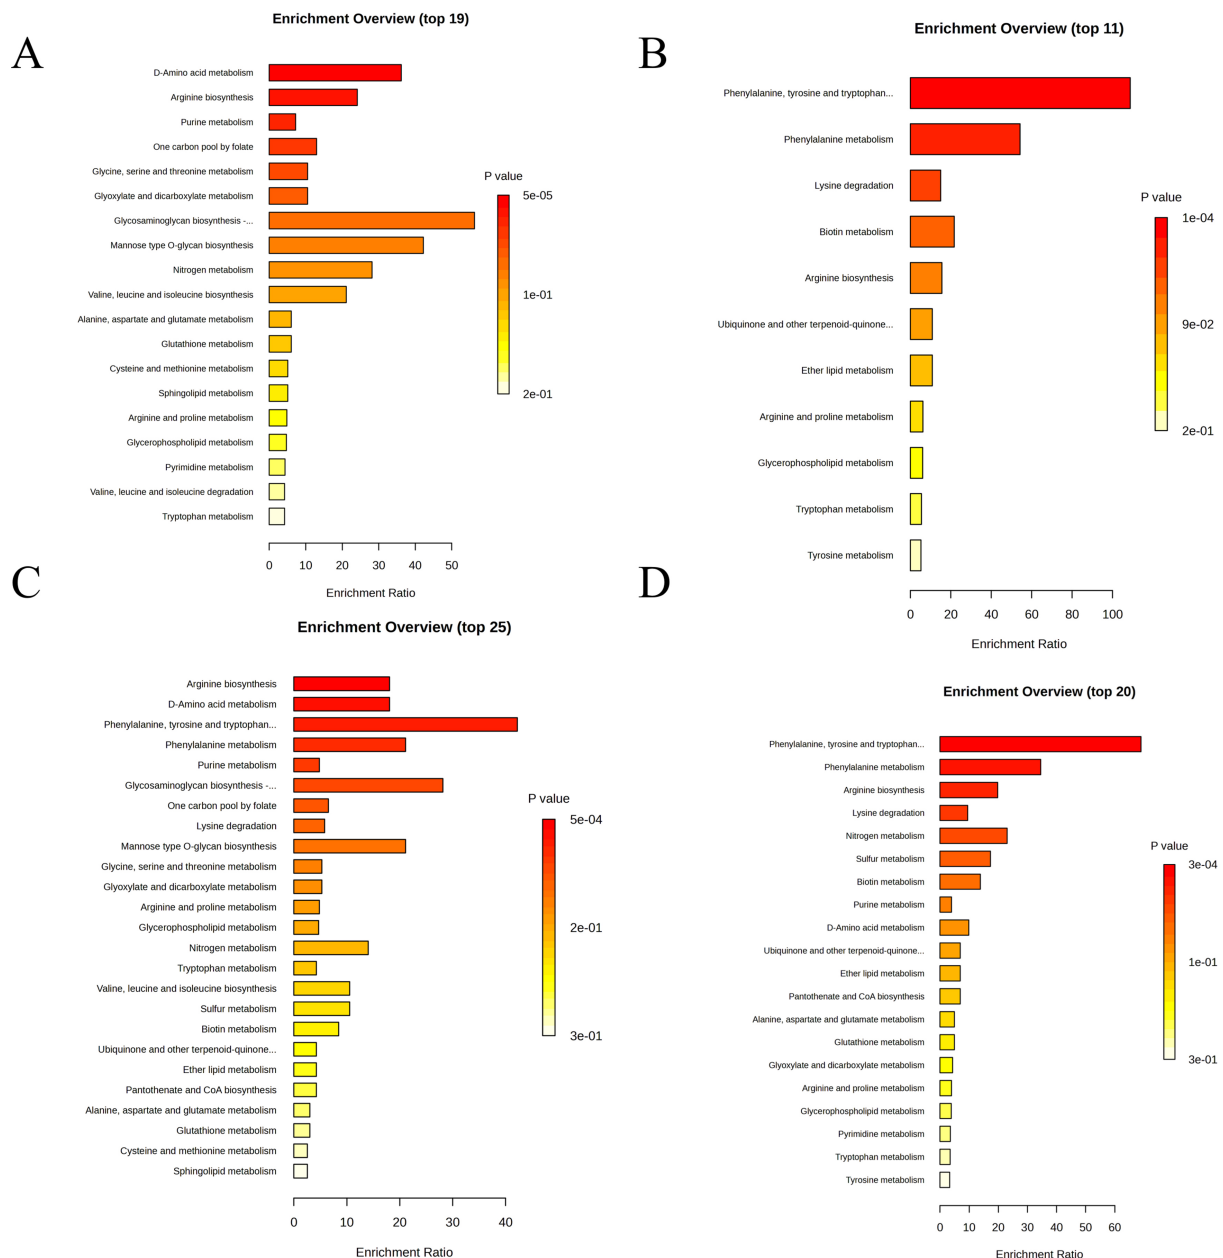 A
Enrichment Overview (top 19)
D-Amino acid metabolism
Arginine biosynthesis
Purine metabolism
One carbon pool by folate
Glycine, serine and threonine metabolism
Glyoxylate and dicarboxylate metabolism
Glycosaminoglycan biosynthesis -...
Mannose type O-glycan biosynthesis
Nitrogen metabolism
Valine, leucine and isoleucine biosynthesis
Alanine, aspartate and glutamate metabolism
Glutathione metabolism
Cysteine and methionine metabolism
Sphingolipid metabolism
Arginine and proline metabolism
Glycerophospholipid metabolism
Pyrimidine metabolism
Valine, leucine and isoleucine degradation
Tryptophan metabolism
0 10 20 30 40 50
Enrichment Ratio
P value
5e-05
1e-01
2e-01
B
Enrichment Overview (top 11)
Phenylalanine, tyrosine and tryptophan...
Phenylalanine metabolism
Lysine degradation
Biotin metabolism
Arginine biosynthesis
Ubiquinone and other terpenoid-quinone...
Ether lipid metabolism
Arginine and proline metabolism
Glycerophospholipid metabolism
Tryptophan metabolism
Tyrosine metabolism
0 20 40 60 80 100
Enrichment Ratio
P value
1e-04
9e-02
2e-01
C
Enrichment Overview (top 25)
Arginine biosynthesis
D-Amino acid metabolism
Phenylalanine, tyrosine and tryptophan...
Phenylalanine metabolism
Purine metabolism
Glycosaminoglycan biosynthesis -...
One carbon pool by folate
Lysine degradation
Mannose type O-glycan biosynthesis
Glycine, serine and threonine metabolism
Glyoxylate and dicarboxylate metabolism
Arginine and proline metabolism
Glycerophospholipid metabolism
Nitrogen metabolism
Tryptophan metabolism
Valine, leucine and isoleucine biosynthesis
Sulfur metabolism
Biotin metabolism
Ubiquinone and other terpenoid-quinone...
Ether lipid metabolism
Pantothenate and CoA biosynthesis
Alanine, aspartate and glutamate metabolism
Glutathione metabolism
Cysteine and methionine metabolism
Sphingolipid metabolism
0 10 20 30 40
Enrichment Ratio
P value
5e-04
2e-01
3e-01
D
Enrichment Overview (top 20)
Phenylalanine, tyrosine and tryptophan...
Phenylalanine metabolism
Arginine biosynthesis
Lysine degradation
Nitrogen metabolism
Sulfur metabolism
Biotin metabolism
Purine metabolism
D-Amino acid metabolism
Ubiquinone and other terpenoid-quinone...
Ether lipid metabolism
Pantothenate and CoA biosynthesis
Alanine, aspartate and glutamate metabolism
Glutathione metabolism
Glyoxylate and dicarboxylate metabolism
Arginine and proline metabolism
Glycerophospholipid metabolism
Pyrimidine metabolism
Tryptophan metabolism
Tyrosine metabolism
0 10 20 30 40 50 60
Enrichment Ratio
P value
3e-04
1e-01
3e-01